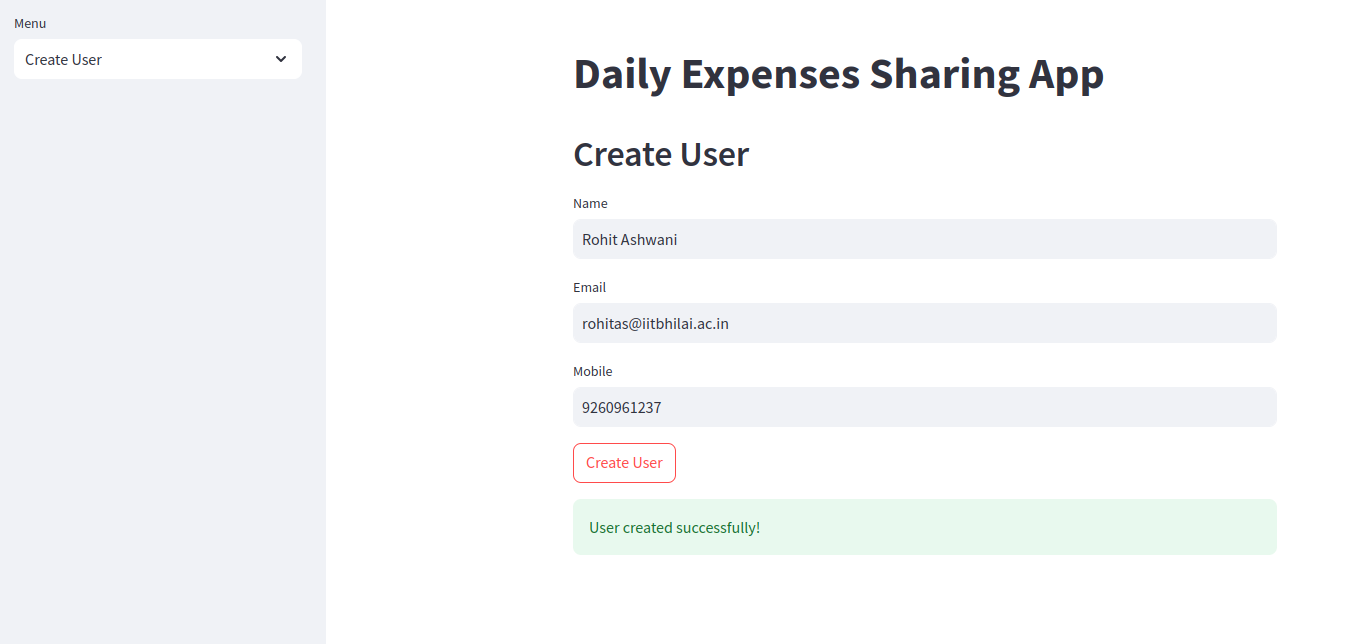 Menu
Create User
Daily Expenses Sharing App
Create User
Name
Rohit Ashwani
Email
rohitas@iitbhilai.ac.in
Mobile
9260961237
Create User
User created successfully!